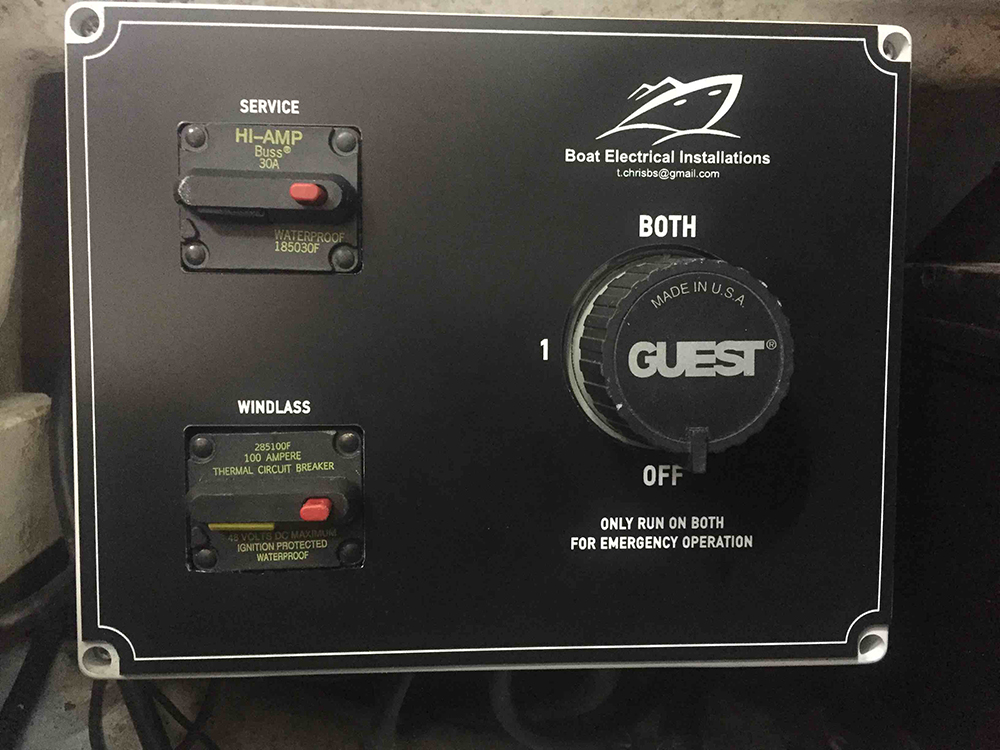 SERVICE
HI-AMP
Buss®
30A
WATERPROOF
185030F
WINDLASS
285100F
100 AMPERE
THERMAL CIRCUIT BREAKER
48 VOLTS DC MAXIMUM
IGNITION PROTECTED
WATERPROOF
Boat Electrical Installations
t.chrisbs@gmail.com
BOTH
1
MADE IN U.S.A
GUEST®
OFF
ONLY RUN ON BOTH
FOR EMERGENCY OPERATION